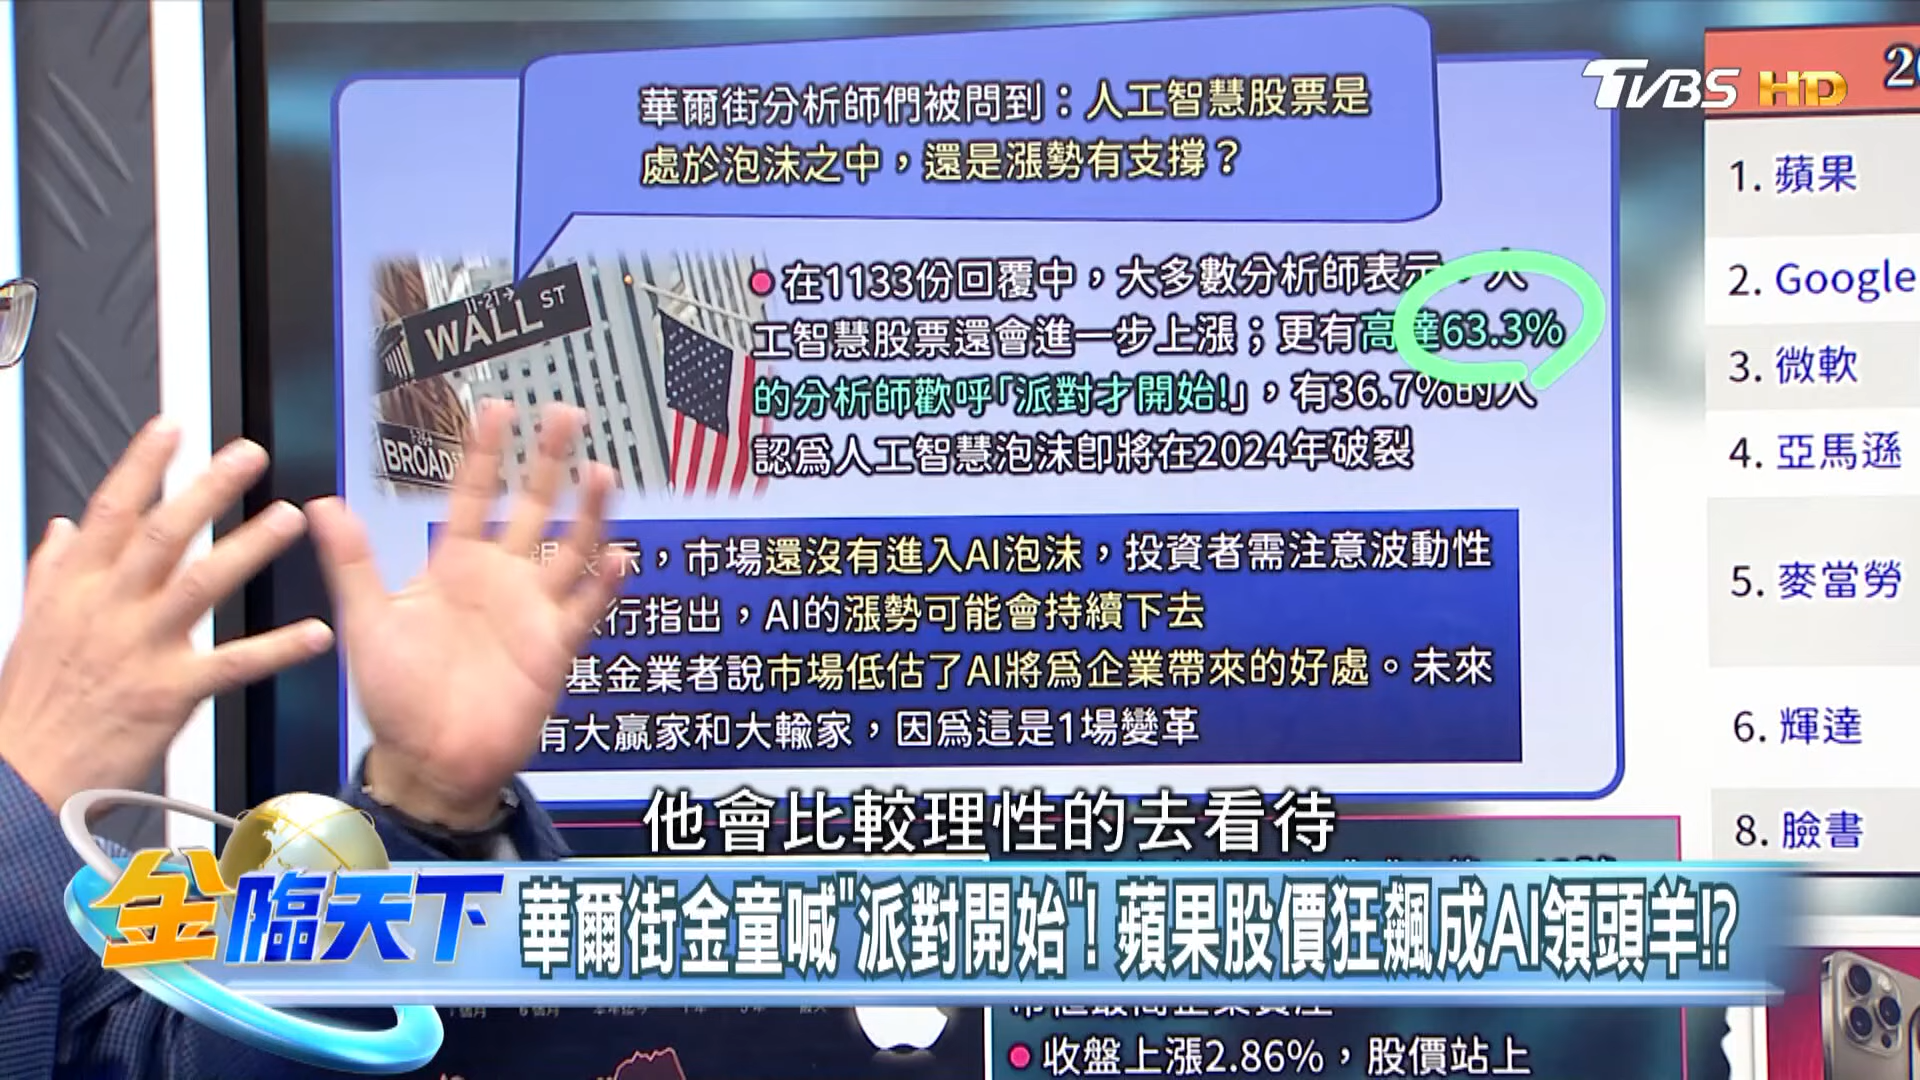 華爾街分析師們被問到：人工智慧股票是
處於泡沫之中，還是漲勢有支撐？
TVBS HD
11-21→
WALL ST
BROAD
在1133份回覆中，大多數分析師表示，人
工智慧股票還會進一步上漲；更有高達63.3%
的分析師歡呼「派對才開始!」，有36.7%的人
認為人工智慧泡沫即將在2024年破裂
表示，市場還沒有進入AI泡沫，投資者需注意波動性
行指出，AI的漲勢可能會持續下去
基金業者說市場低估了AI將為企業帶來的好處。未來
有大贏家和大輸家，因為這是1場變革
1. 蘋果
2. Google
3. 微軟
4. 亞馬遜
5. 麥當勞
6. 輝達
8. 臉書
他會比較理性的去看待
金臨天下
華爾街金童喊"派對開始"! 蘋果股價狂飆成AI領頭羊!?
收盤上漲2.86%，股價站上